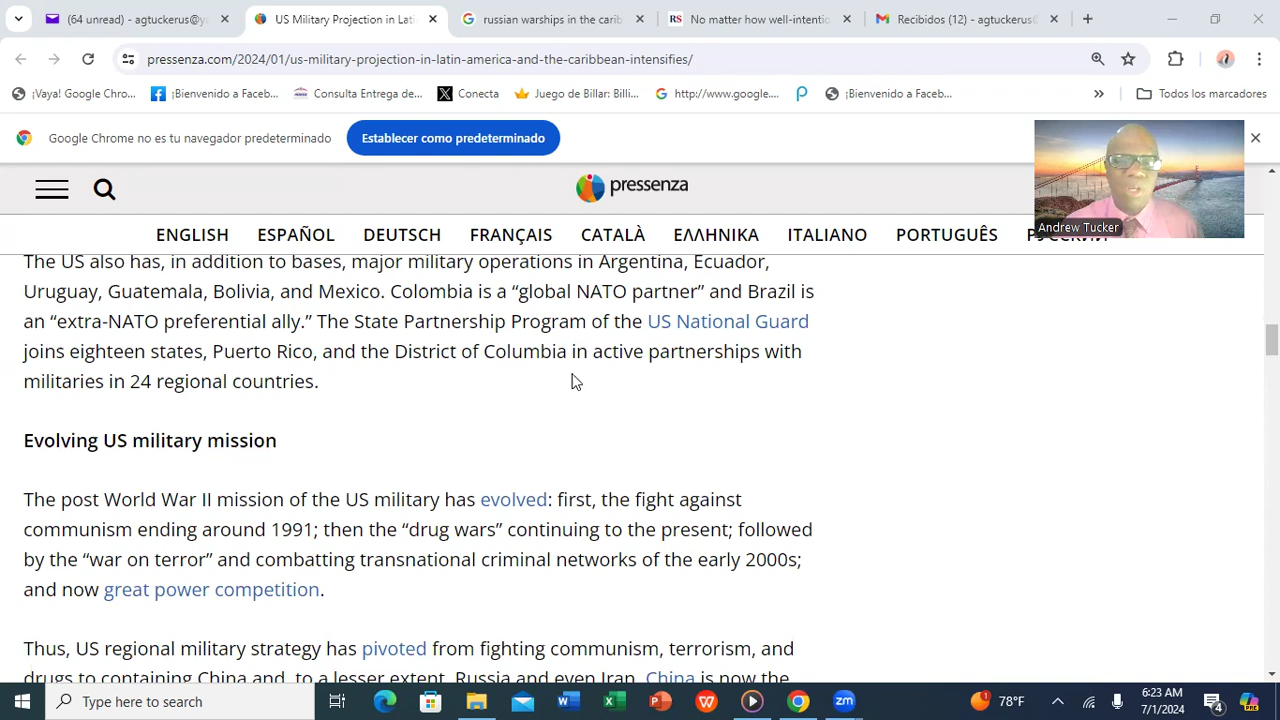 (64 unread) - agtuckerus@y
US Military Projection in Lati
russian warships in the carib
No matter how well-intentio
Recibidos (12) - agtuckerus@
pressenza.com/2024/01/us-military-projection-in-latin-america-and-the-caribbean-intensifies/
¡Vaya! Google Chro...
¡Bienvenido a Faceb...
Consulta Entrega de...
Conecta
Juego de Billar: Billi...
http://www.google....
¡Bienvenido a Faceb...
Todos los marcadores
Google Chrome no es tu navegador predeterminado
Establecer como predeterminado
pressenza
Andrew Tucker
ENGLISH ESPAÑOL DEUTSCH FRANÇAIS CATALÀ ΕΛΛΗΝΙΚΑ ITALIANO PORTUGUÊS
The US also has, in addition to bases, major military operations in Argentina, Ecuador,
Uruguay, Guatemala, Bolivia, and Mexico. Colombia is a “global NATO partner” and Brazil is
an “extra-NATO preferential ally.” The State Partnership Program of the US National Guard
joins eighteen states, Puerto Rico, and the District of Columbia in active partnerships with
militaries in 24 regional countries.
Evolving US military mission
The post World War II mission of the US military has evolved: first, the fight against
communism ending around 1991; then the “drug wars” continuing to the present; followed
by the “war on terror” and combatting transnational criminal networks of the early 2000s;
and now great power competition.
Thus, US regional military strategy has pivoted from fighting communism, terrorism, and
drugs to containing China and, to a lesser extent, Russia and even Iran. China is now the
Type here to search
78°F
6:23 AM
7/1/2024